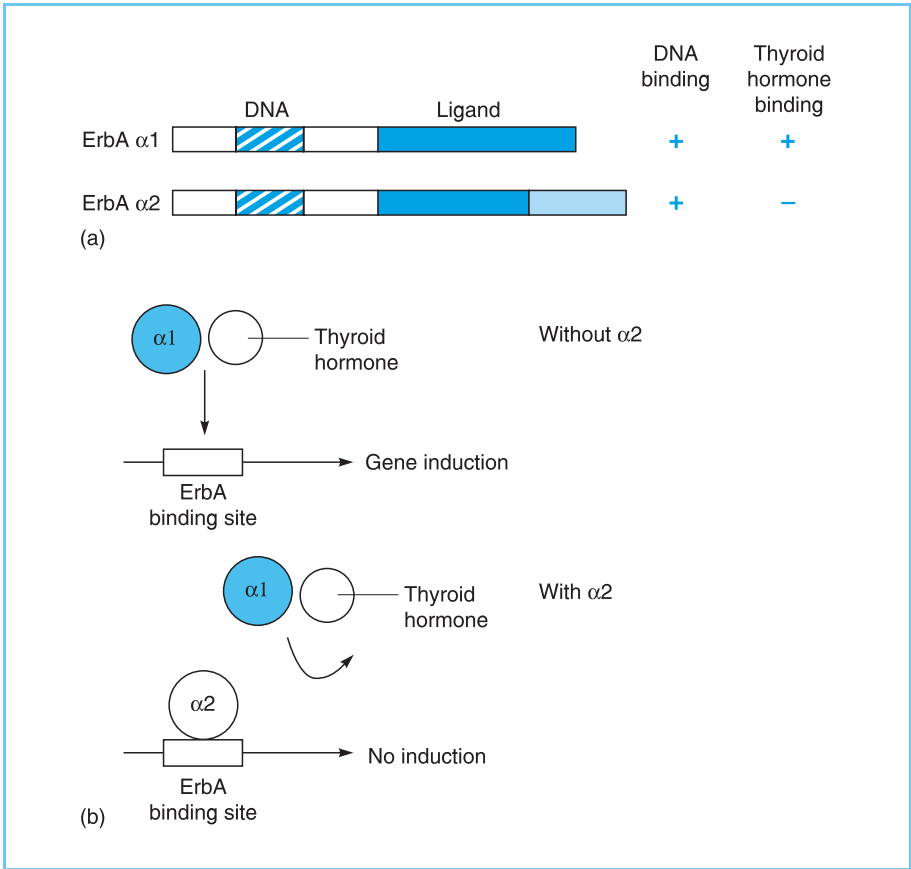 DNA
binding
Thyroid
hormone
binding
DNA
Ligand
ErbA α1
+
+
ErbA α2
+
−
(a)
α1
Thyroid
hormone
Without α2
Gene induction
ErbA
binding site
α1
Thyroid
hormone
With α2
α2
No induction
ErbA
binding site
(b)